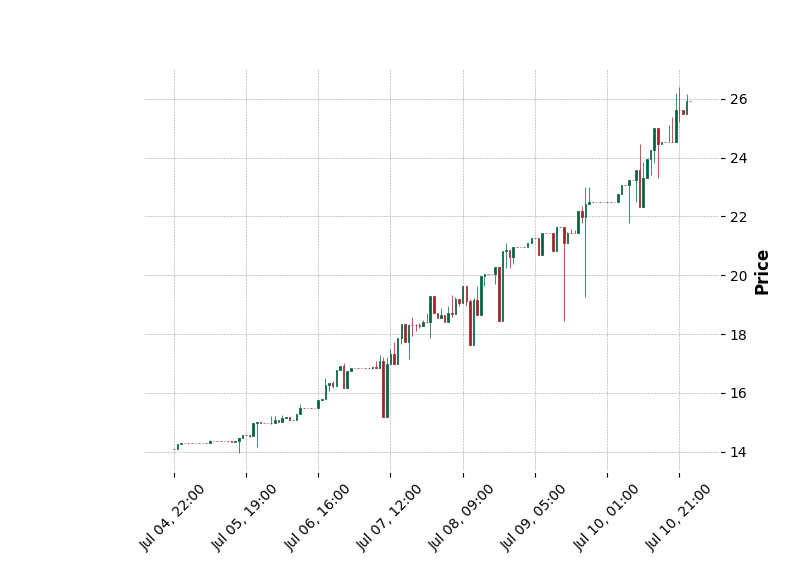 26
24
22
20
18
16
14
Price
Jul 04, 22:00
Jul 05, 19:00
Jul 06, 16:00
Jul 07, 12:00
Jul 08, 09:00
Jul 09, 05:00
Jul 10, 01:00
Jul 10, 21:00